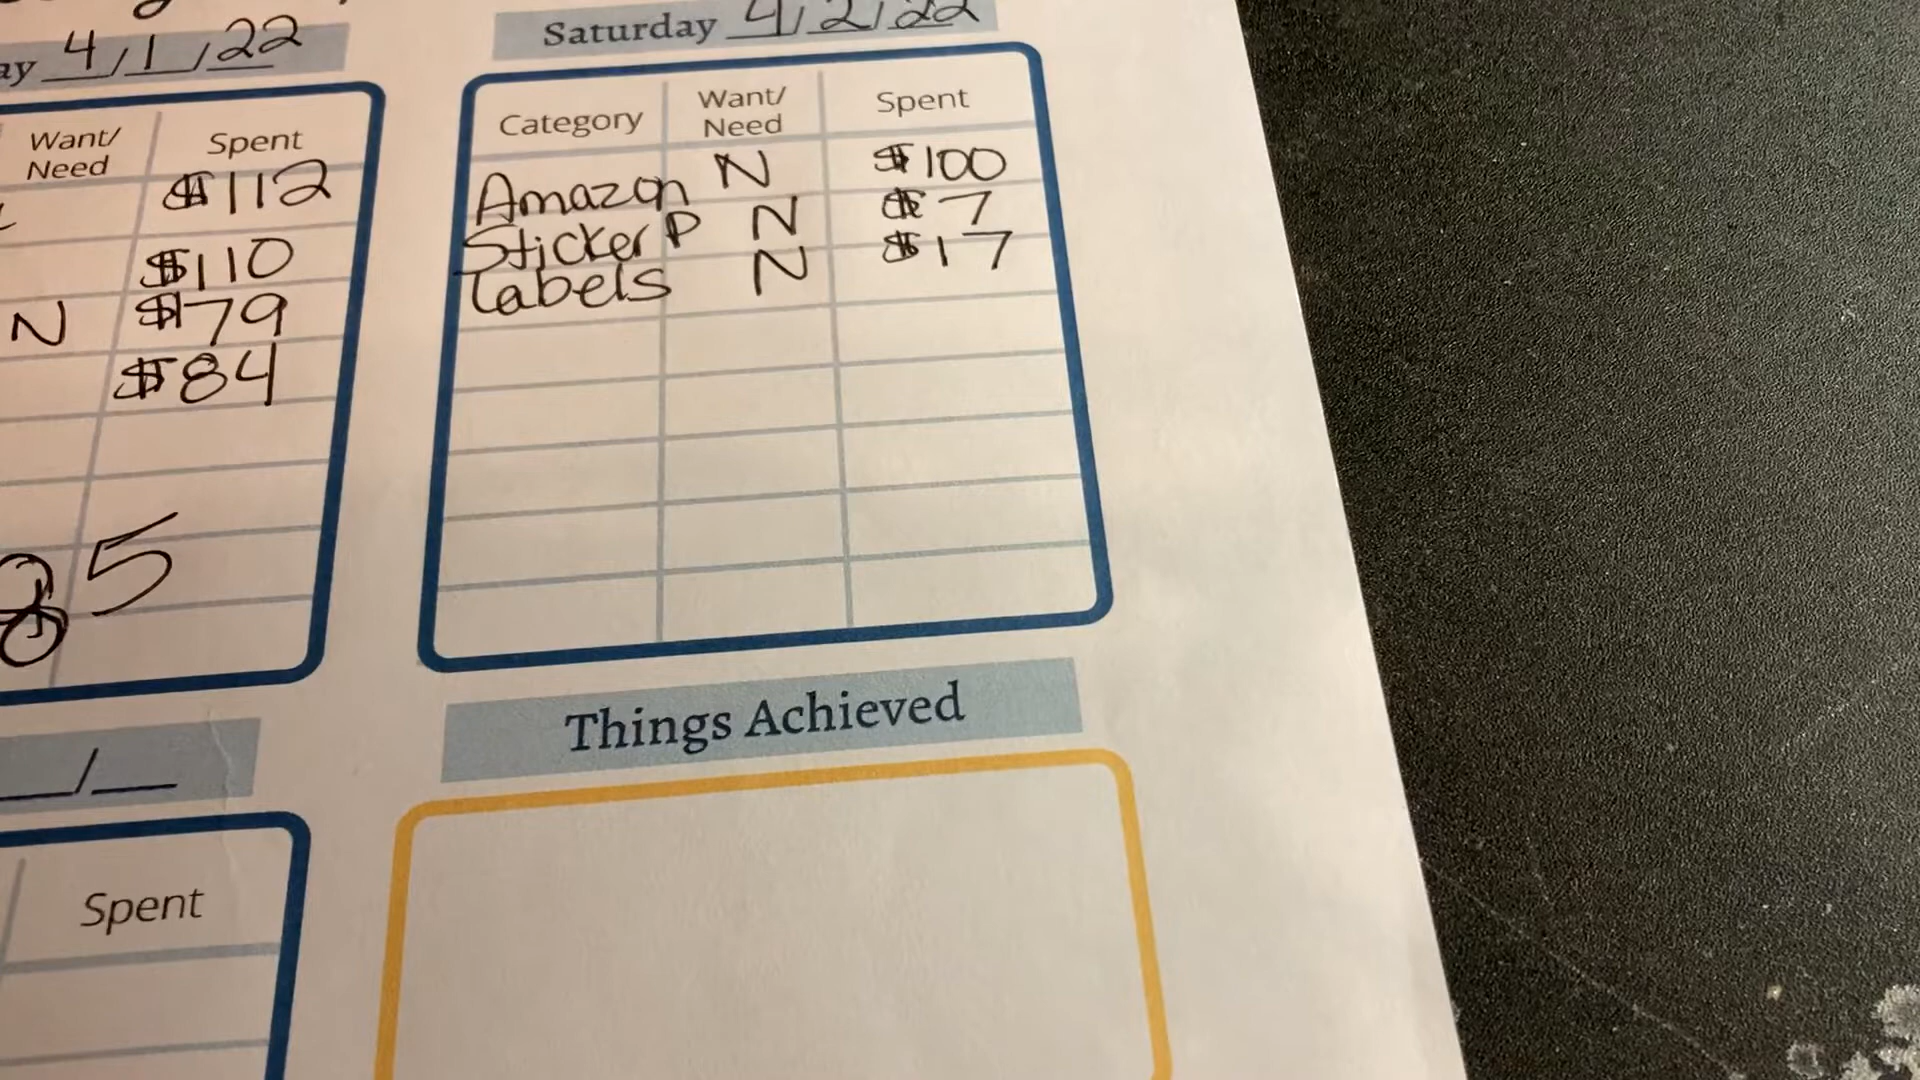 ay 4/1/22
Want/ Need Spent
$112
$110
N $179
$84
85
Saturday 4/2/22
Category Want/ Need Spent
Amazon N $100
Sticker P N $7
Labels N $17
Things Achieved
Spent